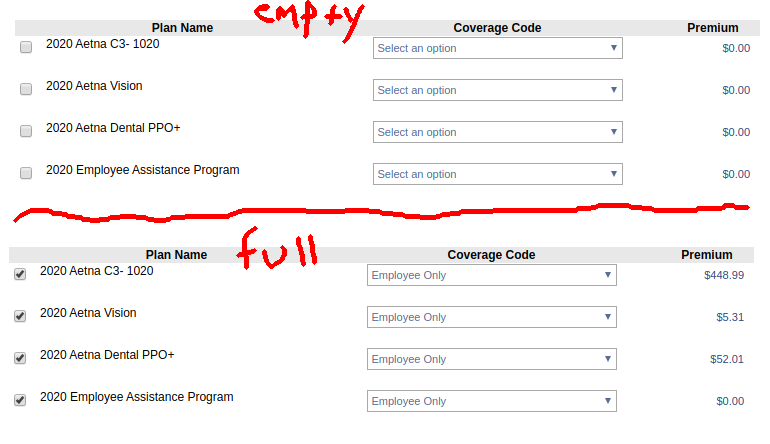 empty
Plan Name Coverage Code Premium
2020 Aetna C3- 1020 Select an option $0.00
2020 Aetna Vision Select an option $0.00
2020 Aetna Dental PPO+ Select an option $0.00
2020 Employee Assistance Program Select an option $0.00
full
Plan Name Coverage Code Premium
2020 Aetna C3- 1020 Employee Only $448.99
2020 Aetna Vision Employee Only $5.31
2020 Aetna Dental PPO+ Employee Only $52.01
2020 Employee Assistance Program Employee Only $0.00